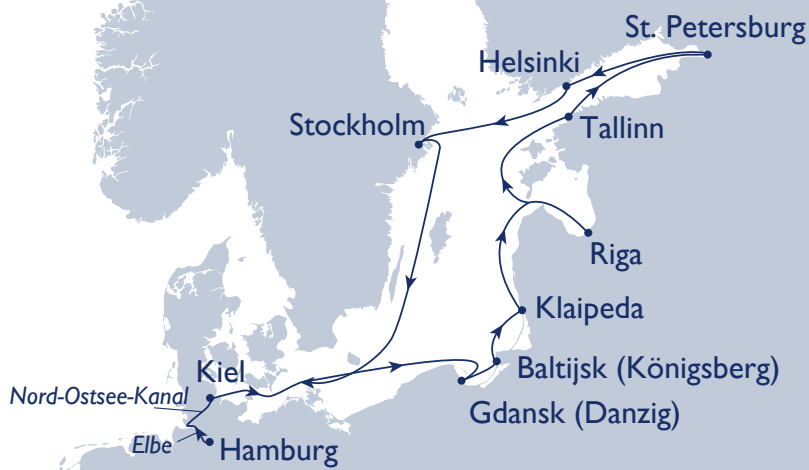 St. Petersburg
Helsinki
Stockholm
Tallinn
Riga
Klaipeda
Kiel
Baltijsk (Königsberg)
Nord-Ostsee-Kanal
Gdansk (Danzig)
Elbe
Hamburg